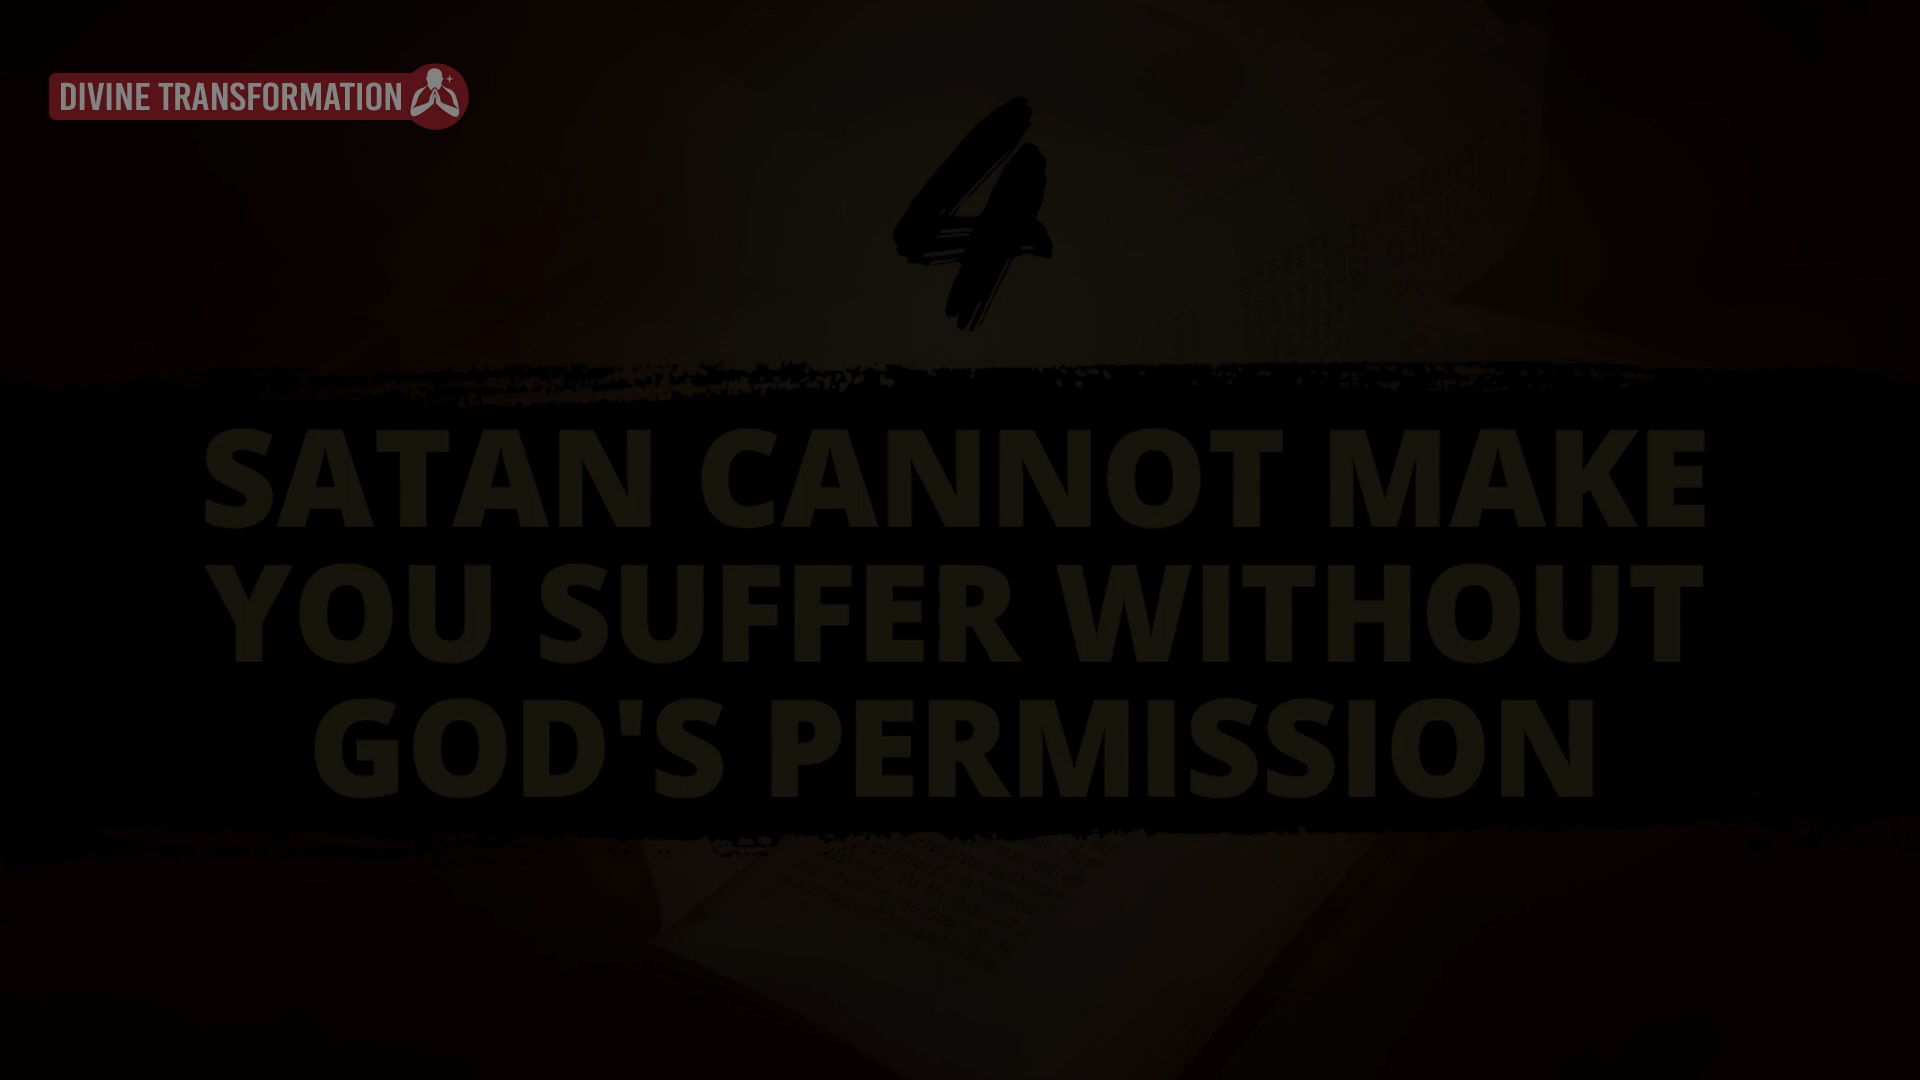 DIVINE TRANSFORMATION
4
SATAN CANNOT MAKE
YOU SUFFER WITHOUT
GOD'S PERMISSION